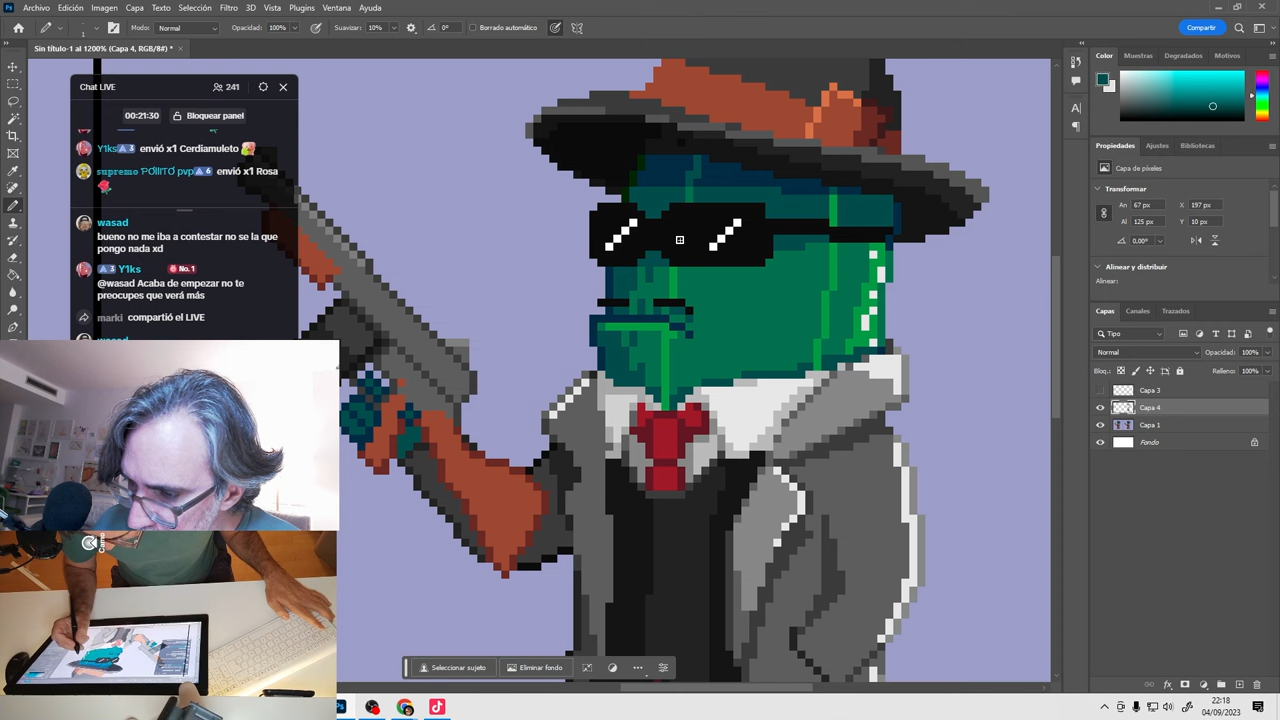 Archivo Edición Imagen Capa Texto Selección Filtro 3D Vista Plugins Ventana Ayuda
Modo: Normal Opacidad: 100% Suavizar: 10% 0° Borrado automático Compartir
Sin título-1 al 1200% (Capa 4, RGB/8#) *
Chat LIVE 241
00:21:30 Bloquear panel
Y1ks 3 envió x1 Cerdiamuleto
supremo pvp 6 envió x1 Rosa
wasad
bueno no me iba a contestar no se la que
pongo nada xd
3 Y1ks No. 1
@wasad Acaba de empezar no te
preocupes que verá más
marki compartió el LIVE
Camo
Seleccionar sujeto Eliminar fondo
Color Muestras Degradados Motivos
Propiedades Ajustes Bibliotecas
Capa de píxeles
Transformar
An 67 px X 197 px
Al 125 px Y 10 px
0,00°
Alinear y distribuir
Alinear:
Capas Canales Trazados
Tipo
Normal Opacidad: 100%
Bloq.: Relleno: 100%
Capa 3
Capa 4
Capa 1
Fondo
22:18
04/09/2023